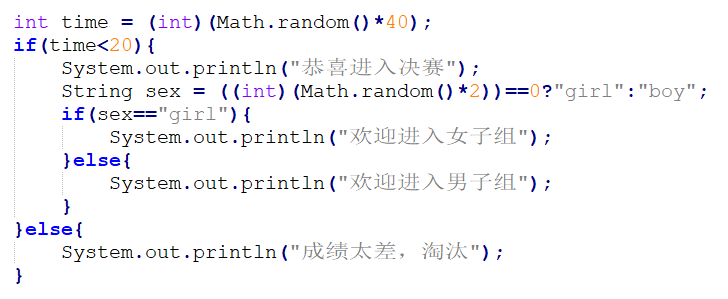 int time = (int)(Math.random()*40);
if(time<20){
    System.out.println("恭喜进入决赛");
    String sex = ((int)(Math.random()*2))==0?"girl":"boy";
    if(sex=="girl"){
        System.out.println("欢迎进入女子组");
    }else{
        System.out.println("欢迎进入男子组");
    }
}else{
    System.out.println("成绩太差，淘汰");
}